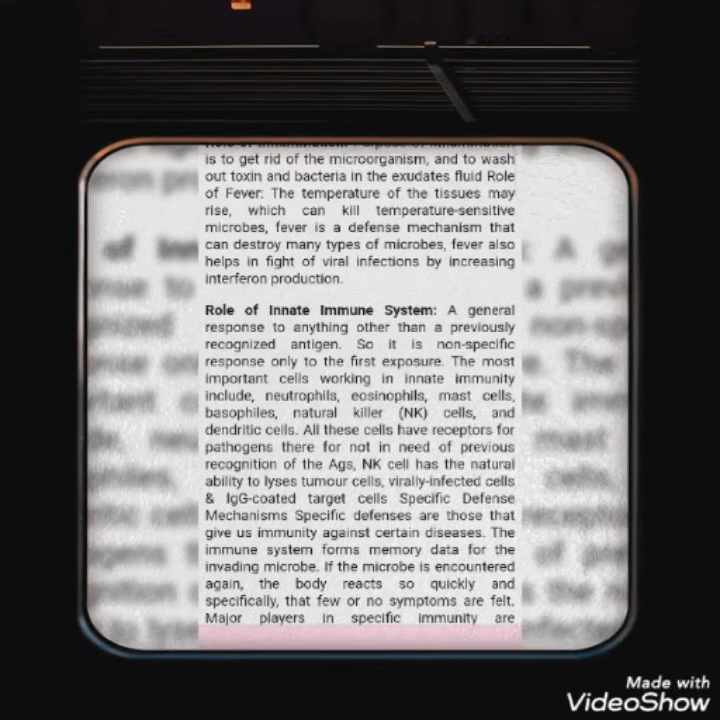 is to get rid of the microorganism, and to wash
out toxin and bacteria in the exudates fluid Role
of Fever: The temperature of the tissues may
rise, which can kill temperature-sensitive
microbes, fever is a defense mechanism that
can destroy many types of microbes, fever also
helps in fight of viral infections by increasing
interferon production.
Role of Innate Immune System: A general
response to anything other than a previously
recognized antigen. So it is non-specific
response only to the first exposure. The most
important cells working in innate immunity
include, neutrophils, eosinophils, mast cells,
basophiles, natural killer (NK) cells, and
dendritic cells. All these cells have receptors for
pathogens there for not in need of previous
recognition of the Ags, NK cell has the natural
ability to lyses tumour cells, virally-infected cells
& IgG-coated target cells Specific Defense
Mechanisms Specific defenses are those that
give us immunity against certain diseases. The
immune system forms memory data for the
invading microbe. If the microbe is encountered
again, the body reacts so quickly and
specifically, that few or no symptoms are felt.
Major players in specific immunity are
Made with
VideoShow